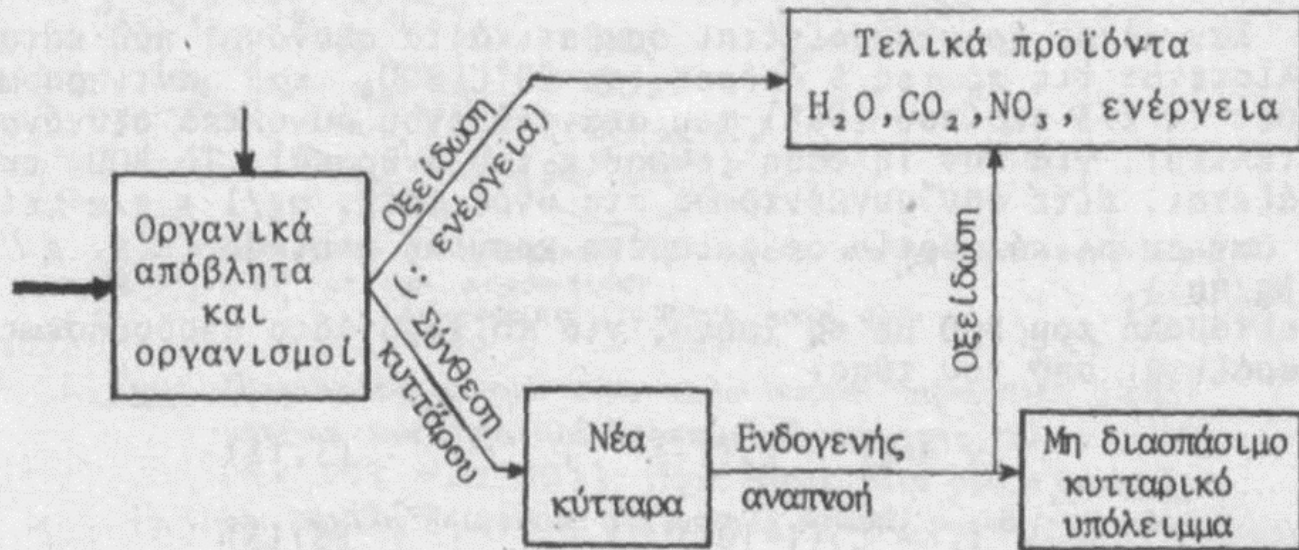 Τελικά προϊόντα
H₂O,CO₂,NO₃, ενέργεια
Οξείδωση
(: ενέργεια)
Οργανικά
απόβλητα
και
οργανισμοί
Σύνθεση
κυττάρου
Οξείδωση
Νέα
κύτταρα
Ενδογενής
αναπνοή
Μη διασπάσιμο
κυτταρικό
υπόλειμμα